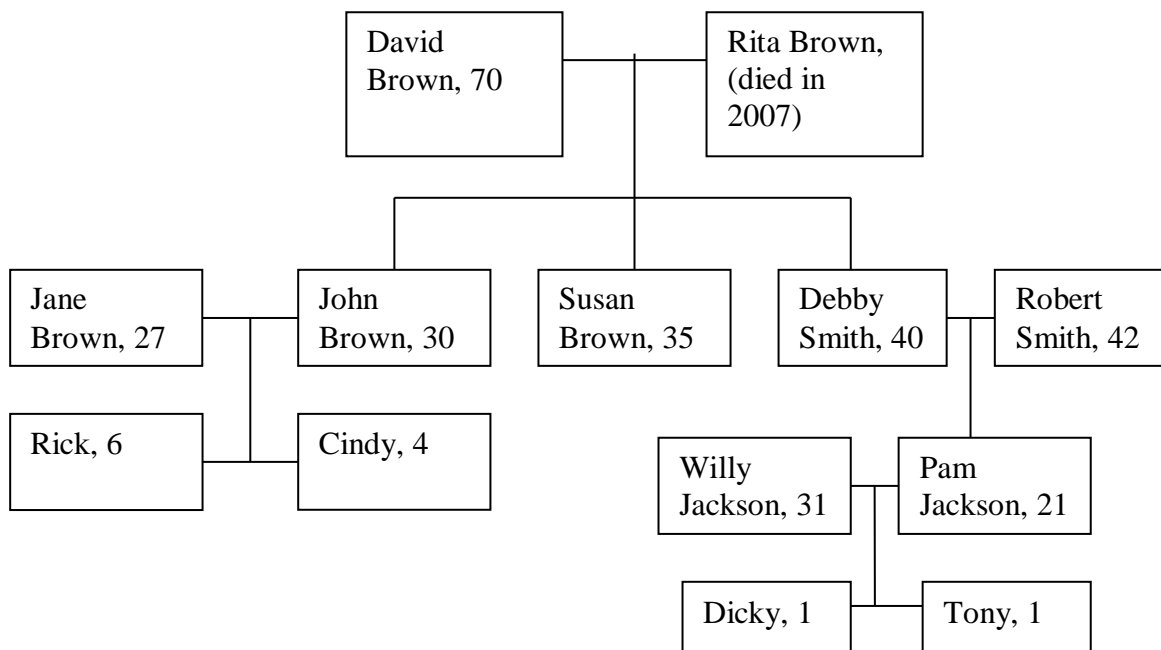 David
Brown, 70
Rita Brown,
(died in
2007)
Jane
Brown, 27
John
Brown, 30
Susan
Brown, 35
Debby
Smith, 40
Robert
Smith, 42
Rick, 6
Cindy, 4
Willy
Jackson, 31
Pam
Jackson, 21
Dicky, 1
Tony, 1